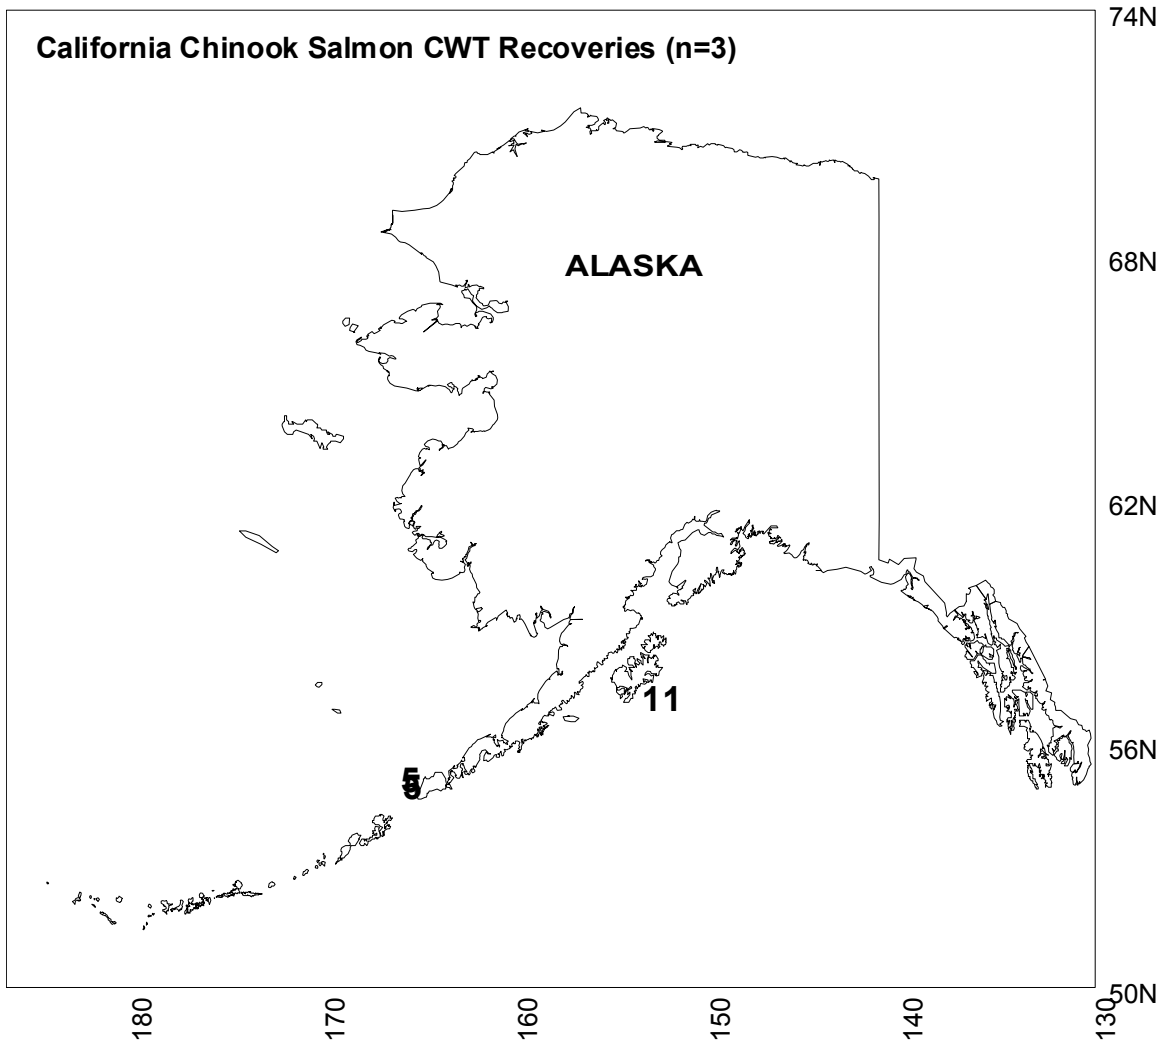 74N
California Chinook Salmon CWT Recoveries (n=3)
ALASKA
68N
62N
11
56N
5
5
50N
180
170
160
150
140
130